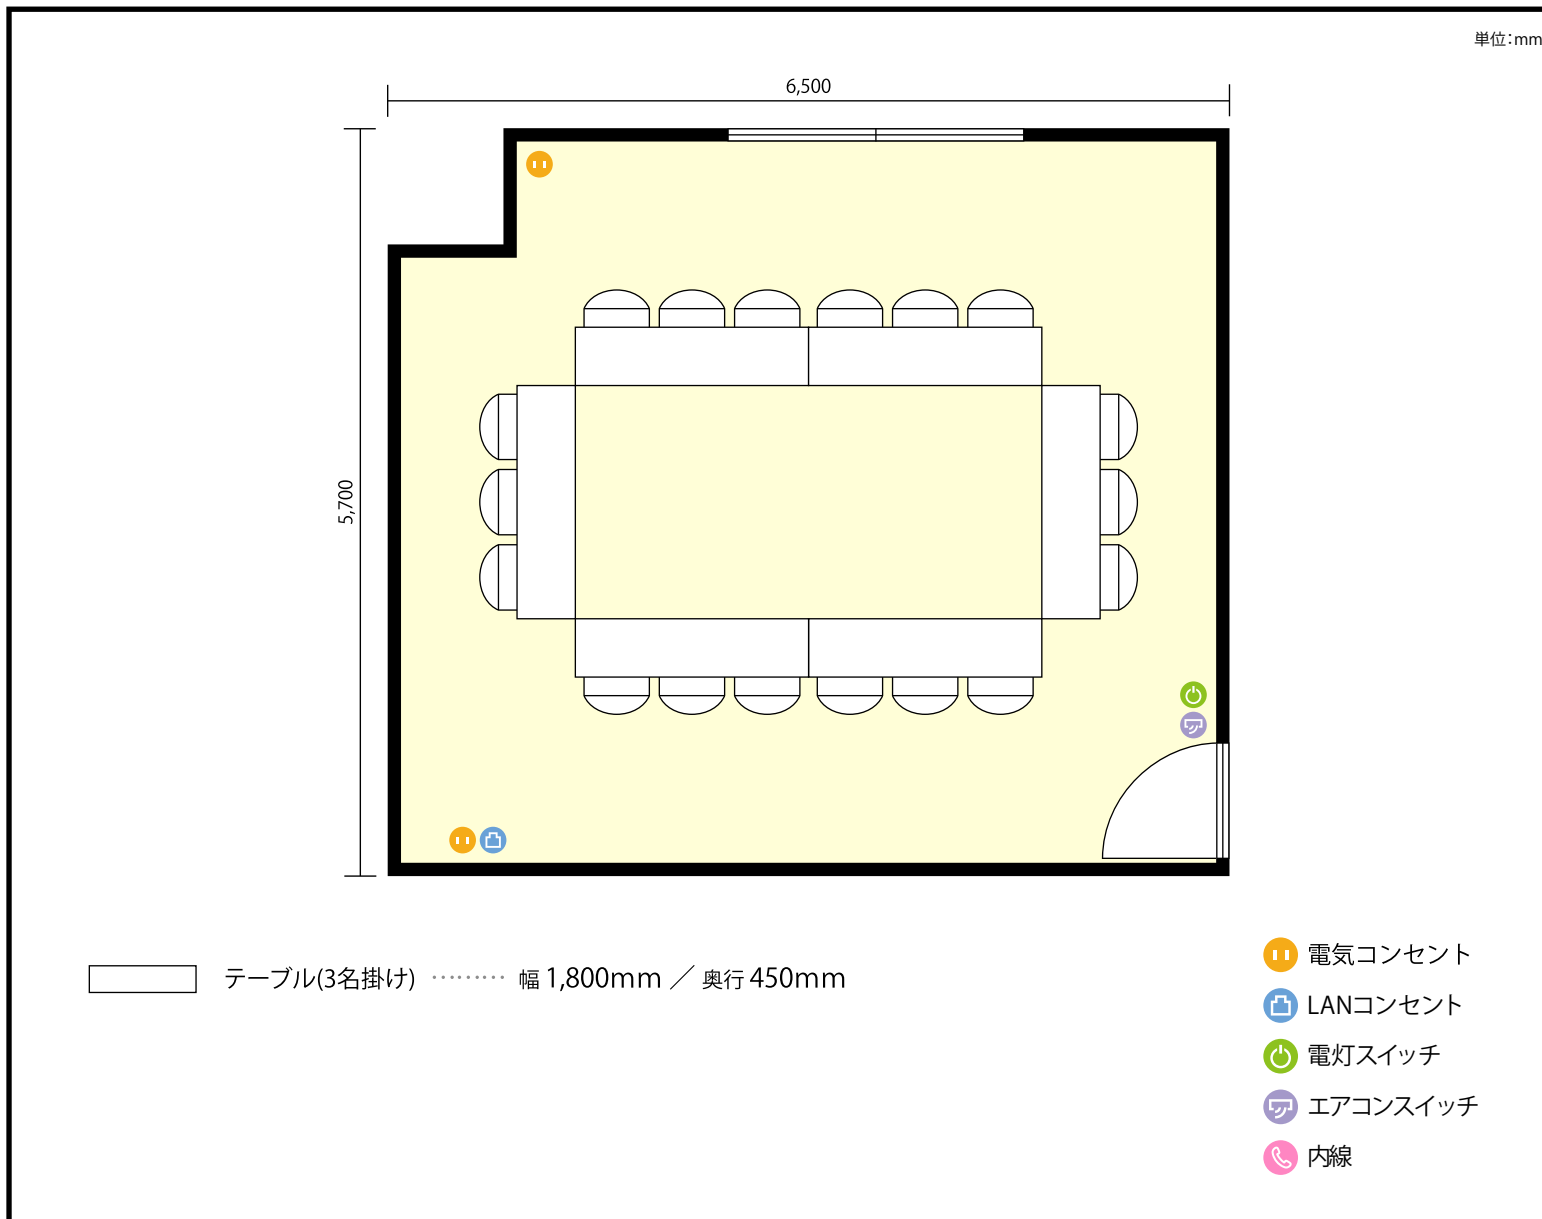 単位:mm
6,500
5,700
テーブル(3名掛け) ········· 幅 1,800mm ／ 奥行 450mm
電気コンセント
LANコンセント
電灯スイッチ
エアコンスイッチ
内線